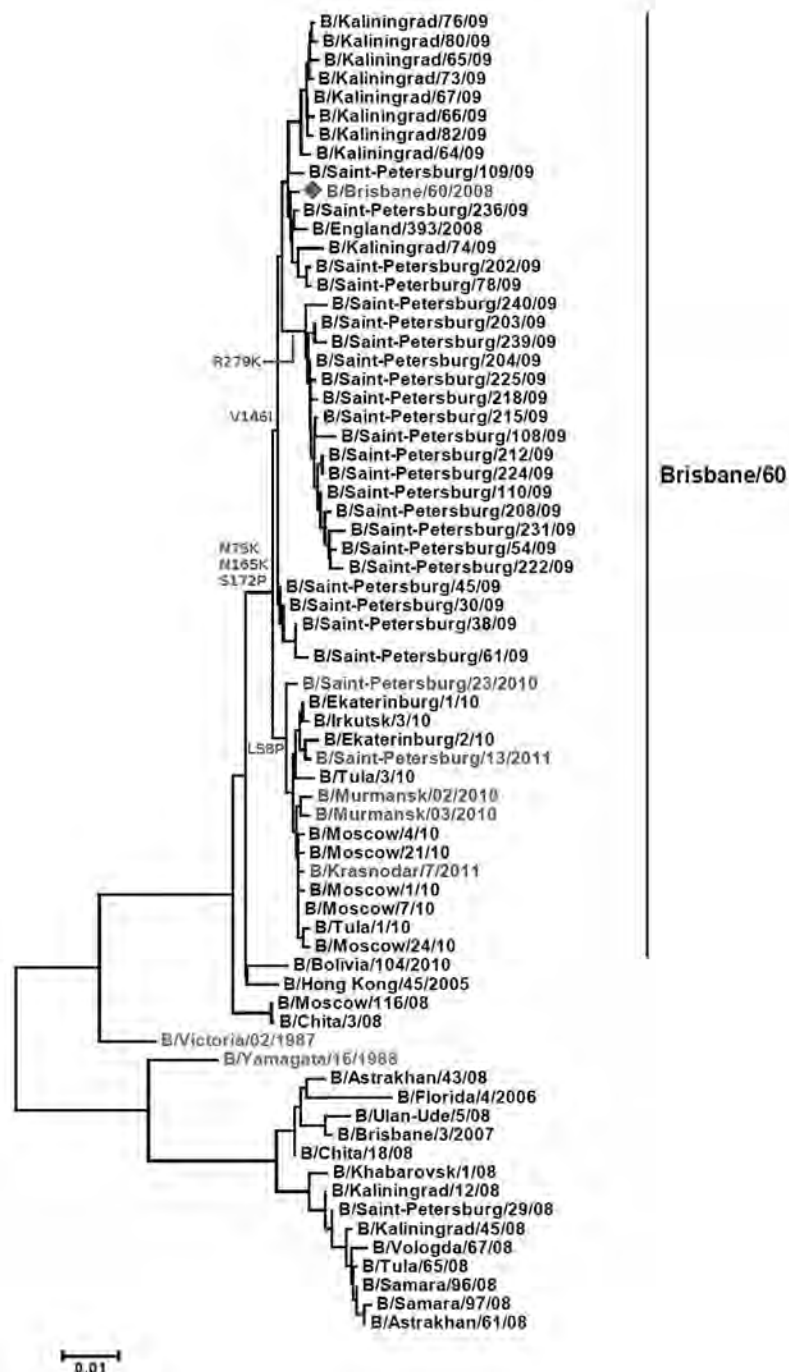 B/Kaliningrad/76/09
B/Kaliningrad/80/09
B/Kaliningrad/65/09
B/Kaliningrad/73/09
B/Kaliningrad/67/09
B/Kaliningrad/66/09
B/Kaliningrad/82/09
B/Kaliningrad/64/09
B/Saint-Petersburg/109/09
B/Brisbane/60/2008
B/Saint-Petersburg/236/09
B/England/393/2008
B/Kaliningrad/74/09
B/Saint-Petersburg/202/09
B/Saint-Peterburg/78/09
B/Saint-Petersburg/240/09
B/Saint-Petersburg/203/09
B/Saint-Petersburg/239/09
R279K
B/Saint-Petersburg/204/09
B/Saint-Petersburg/225/09
B/Saint-Petersburg/218/09
V146I
B/Saint-Petersburg/215/09
B/Saint-Petersburg/108/09
B/Saint-Petersburg/212/09
B/Saint-Petersburg/224/09
Brisbane/60
B/Saint-Petersburg/110/09
B/Saint-Petersburg/208/09
B/Saint-Petersburg/231/09
N75K
B/Saint-Petersburg/54/09
N165K
B/Saint-Petersburg/222/09
S172P
B/Saint-Petersburg/45/09
B/Saint-Petersburg/30/09
B/Saint-Petersburg/38/09
B/Saint-Petersburg/61/09
B/Saint-Petersburg/23/2010
B/Ekaterinburg/1/10
B/Irkutsk/3/10
B/Ekaterinburg/2/10
L58P
B/Saint-Petersburg/13/2011
B/Tula/3/10
B/Murmansk/02/2010
B/Murmansk/03/2010
B/Moscow/4/10
B/Moscow/21/10
B/Krasnodar/7/2011
B/Moscow/1/10
B/Moscow/7/10
B/Tula/1/10
B/Moscow/24/10
B/Bolivia/104/2010
B/Hong Kong/45/2005
B/Moscow/116/08
B/Chita/3/08
B/Victoria/02/1987
B/Yamagata/16/1988
B/Astrakhan/43/08
B/Florida/4/2006
B/Ulan-Ude/5/08
B/Brisbane/3/2007
B/Chita/18/08
B/Khabarovsk/1/08
B/Kaliningrad/12/08
B/Saint-Petersburg/29/08
B/Kaliningrad/45/08
B/Vologda/67/08
B/Tula/65/08
B/Samara/96/08
B/Samara/97/08
B/Astrakhan/61/08
0.01